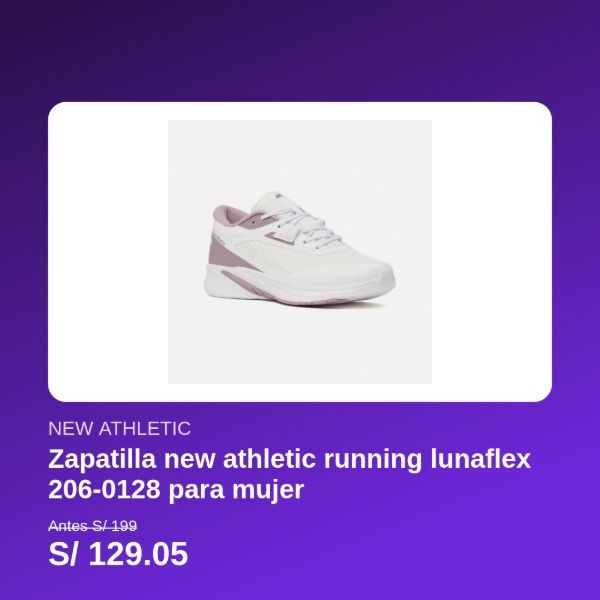 NEW ATHLETIC
Zapatilla new athletic running lunaflex
206-0128 para mujer
Antes S/ 199
S/ 129.05